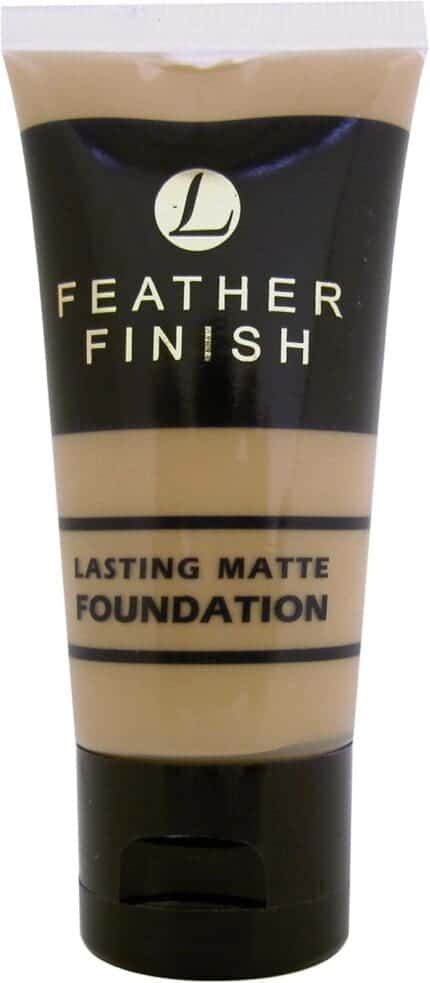 L
FEATHER
FINISH
LASTING MATTE
FOUNDATION